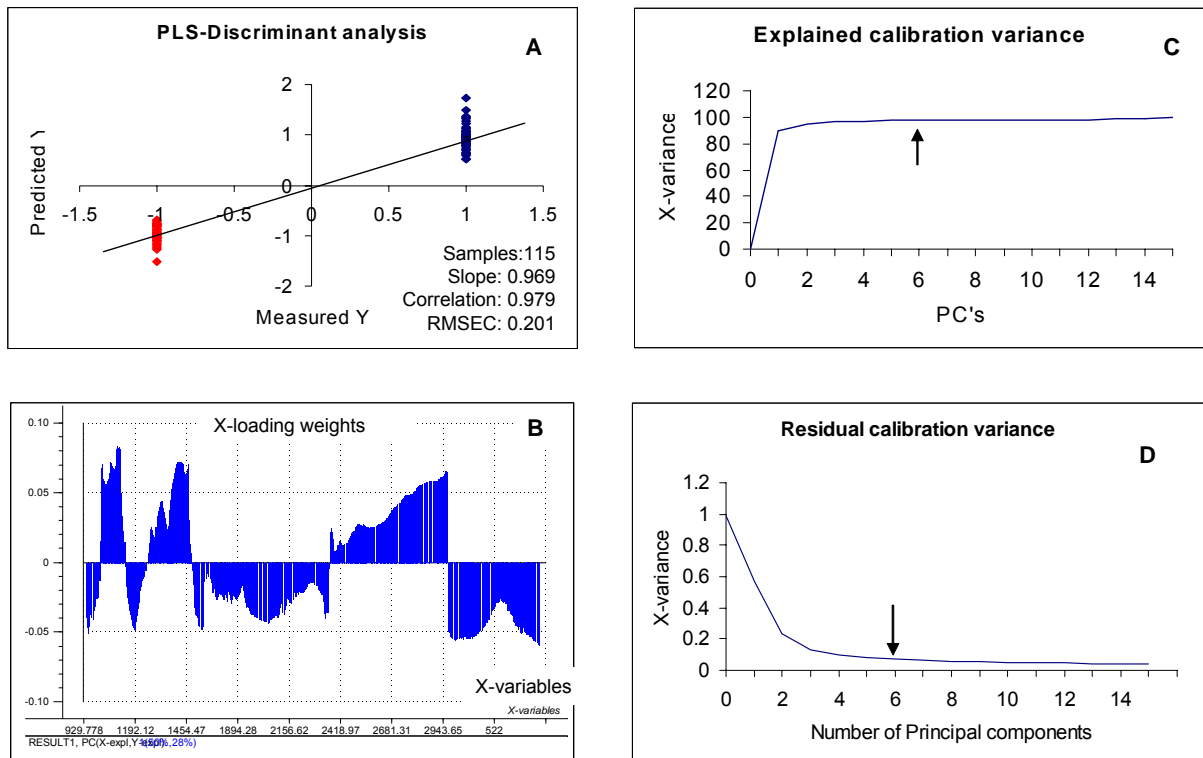 PLS-Discriminant analysis
A
2
1
0
-1
-2
-1.5 -1 -0.5 0 0.5 1 1.5
Predicted Y
Measured Y
Samples:115
Slope: 0.969
Correlation: 0.979
RMSEC: 0.201
Explained calibration variance
C
120
100
80
60
40
20
0
X-variance
0 2 4 6 8 10 12 14
PC's
X-loading weights
B
0.10
0.05
0
-0.05
-0.10
X-variables
X-variables
929.778 1192.12 1454.47 1894.28 2156.62 2418.97 2681.31 2943.65 522
RESULT1, PC(X-expl,Y-expl): ,28%)
Residual calibration variance
D
1.2
1
0.8
0.6
0.4
0.2
0
X-variance
0 2 4 6 8 10 12 14
Number of Principal components